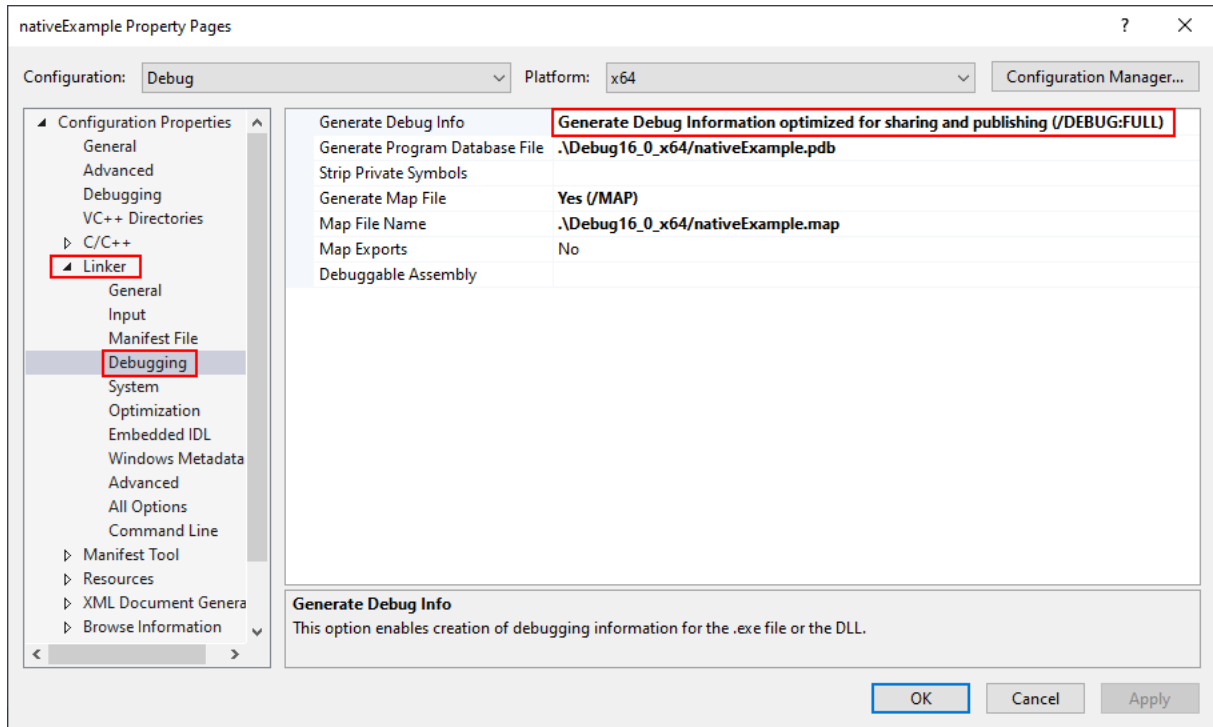 nativeExample Property Pages
Configuration: Debug Platform: x64 Configuration Manager...
Configuration Properties
General
Advanced
Debugging
VC++ Directories
C/C++
Linker
General
Input
Manifest File
Debugging
System
Optimization
Embedded IDL
Windows Metadata
Advanced
All Options
Command Line
Manifest Tool
Resources
XML Document Genera
Browse Information
Generate Debug Info Generate Debug Information optimized for sharing and publishing (/DEBUG:FULL)
Generate Program Database File .\Debug16_0_x64/nativeExample.pdb
Strip Private Symbols
Generate Map File Yes (/MAP)
Map File Name .\Debug16_0_x64/nativeExample.map
Map Exports No
Debuggable Assembly
Generate Debug Info
This option enables creation of debugging information for the .exe file or the DLL.
OK Cancel Apply